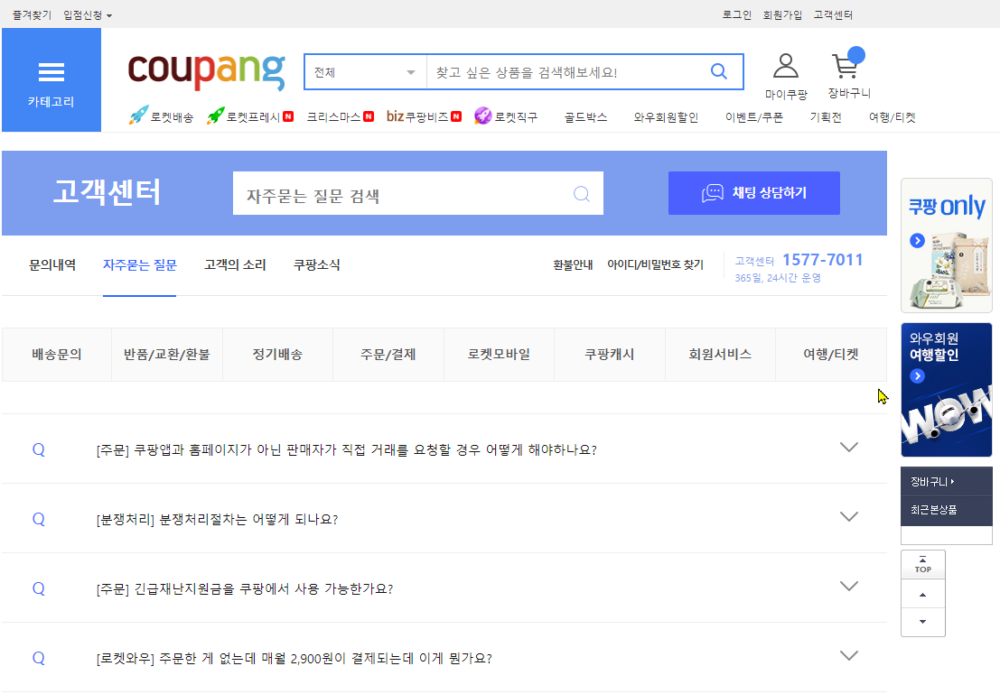 즐겨찾기 입점신청
로그인 회원가입 고객센터
카테고리
coupang
전체
찾고 싶은 상품을 검색해보세요!
마이쿠팡
장바구니
로켓배송
로켓프레시 N
크리스마스 N
biz 쿠팡비즈 N
로켓직구
골드박스
와우회원할인
이벤트/쿠폰
기획전
여행/티켓
고객센터
자주묻는 질문 검색
채팅 상담하기
문의내역
자주묻는 질문
고객의 소리
쿠팡소식
환불안내
아이디/비밀번호 찾기
고객센터 1577-7011
365일, 24시간 운영
배송문의
반품/교환/환불
정기배송
주문/결제
로켓모바일
쿠팡캐시
회원서비스
여행/티켓
Q [주문] 쿠팡앱과 홈페이지가 아닌 판매자가 직접 거래를 요청할 경우 어떻게 해야하나요?
Q [분쟁처리] 분쟁처리절차는 어떻게 되나요?
Q [주문] 긴급재난지원금을 쿠팡에서 사용 가능한가요?
Q [로켓와우] 주문한 게 없는데 매월 2,900원이 결제되는데 이게 뭔가요?
쿠팡 only
와우회원
여행할인
WOW
장바구니
최근본상품
TOP